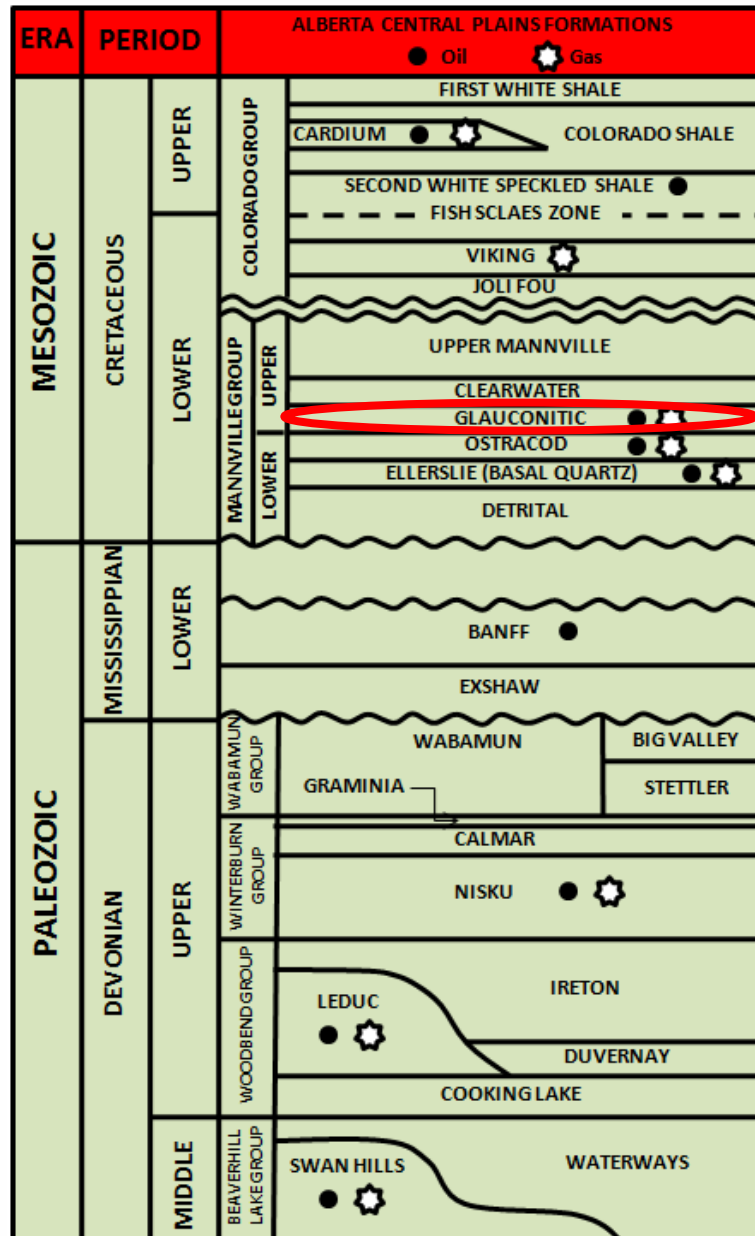 ERA
PERIOD
ALBERTA CENTRAL PLAINS FORMATIONS
Oil Gas
MESOZOIC
CRETACEOUS
UPPER
LOWER
COLORADO GROUP
FIRST WHITE SHALE
CARDIUM
COLORADO SHALE
SECOND WHITE SPECKLED SHALE
FISH SCLAES ZONE
VIKING
JOLI FOU
MANNVILLE GROUP
UPPER
LOWER
UPPER MANNVILLE
CLEARWATER
GLAUCONITIC
OSTRACOD
ELLERSLIE (BASAL QUARTZ)
DETRITAL
PALEOZOIC
MISSISSIPPIAN
LOWER
BANFF
EXSHAW
DEVONIAN
UPPER
WABAMUN
GROUP
WABAMUN
BIG VALLEY
STETTLER
GRAMINIA
WINTERBURN
GROUP
CALMAR
NISKU
WOODBEND GROUP
LEDUC
IRETON
DUVERNAY
COOKING LAKE
MIDDLE
BEAVERHILL
LAKE GROUP
SWAN HILLS
WATERWAYS